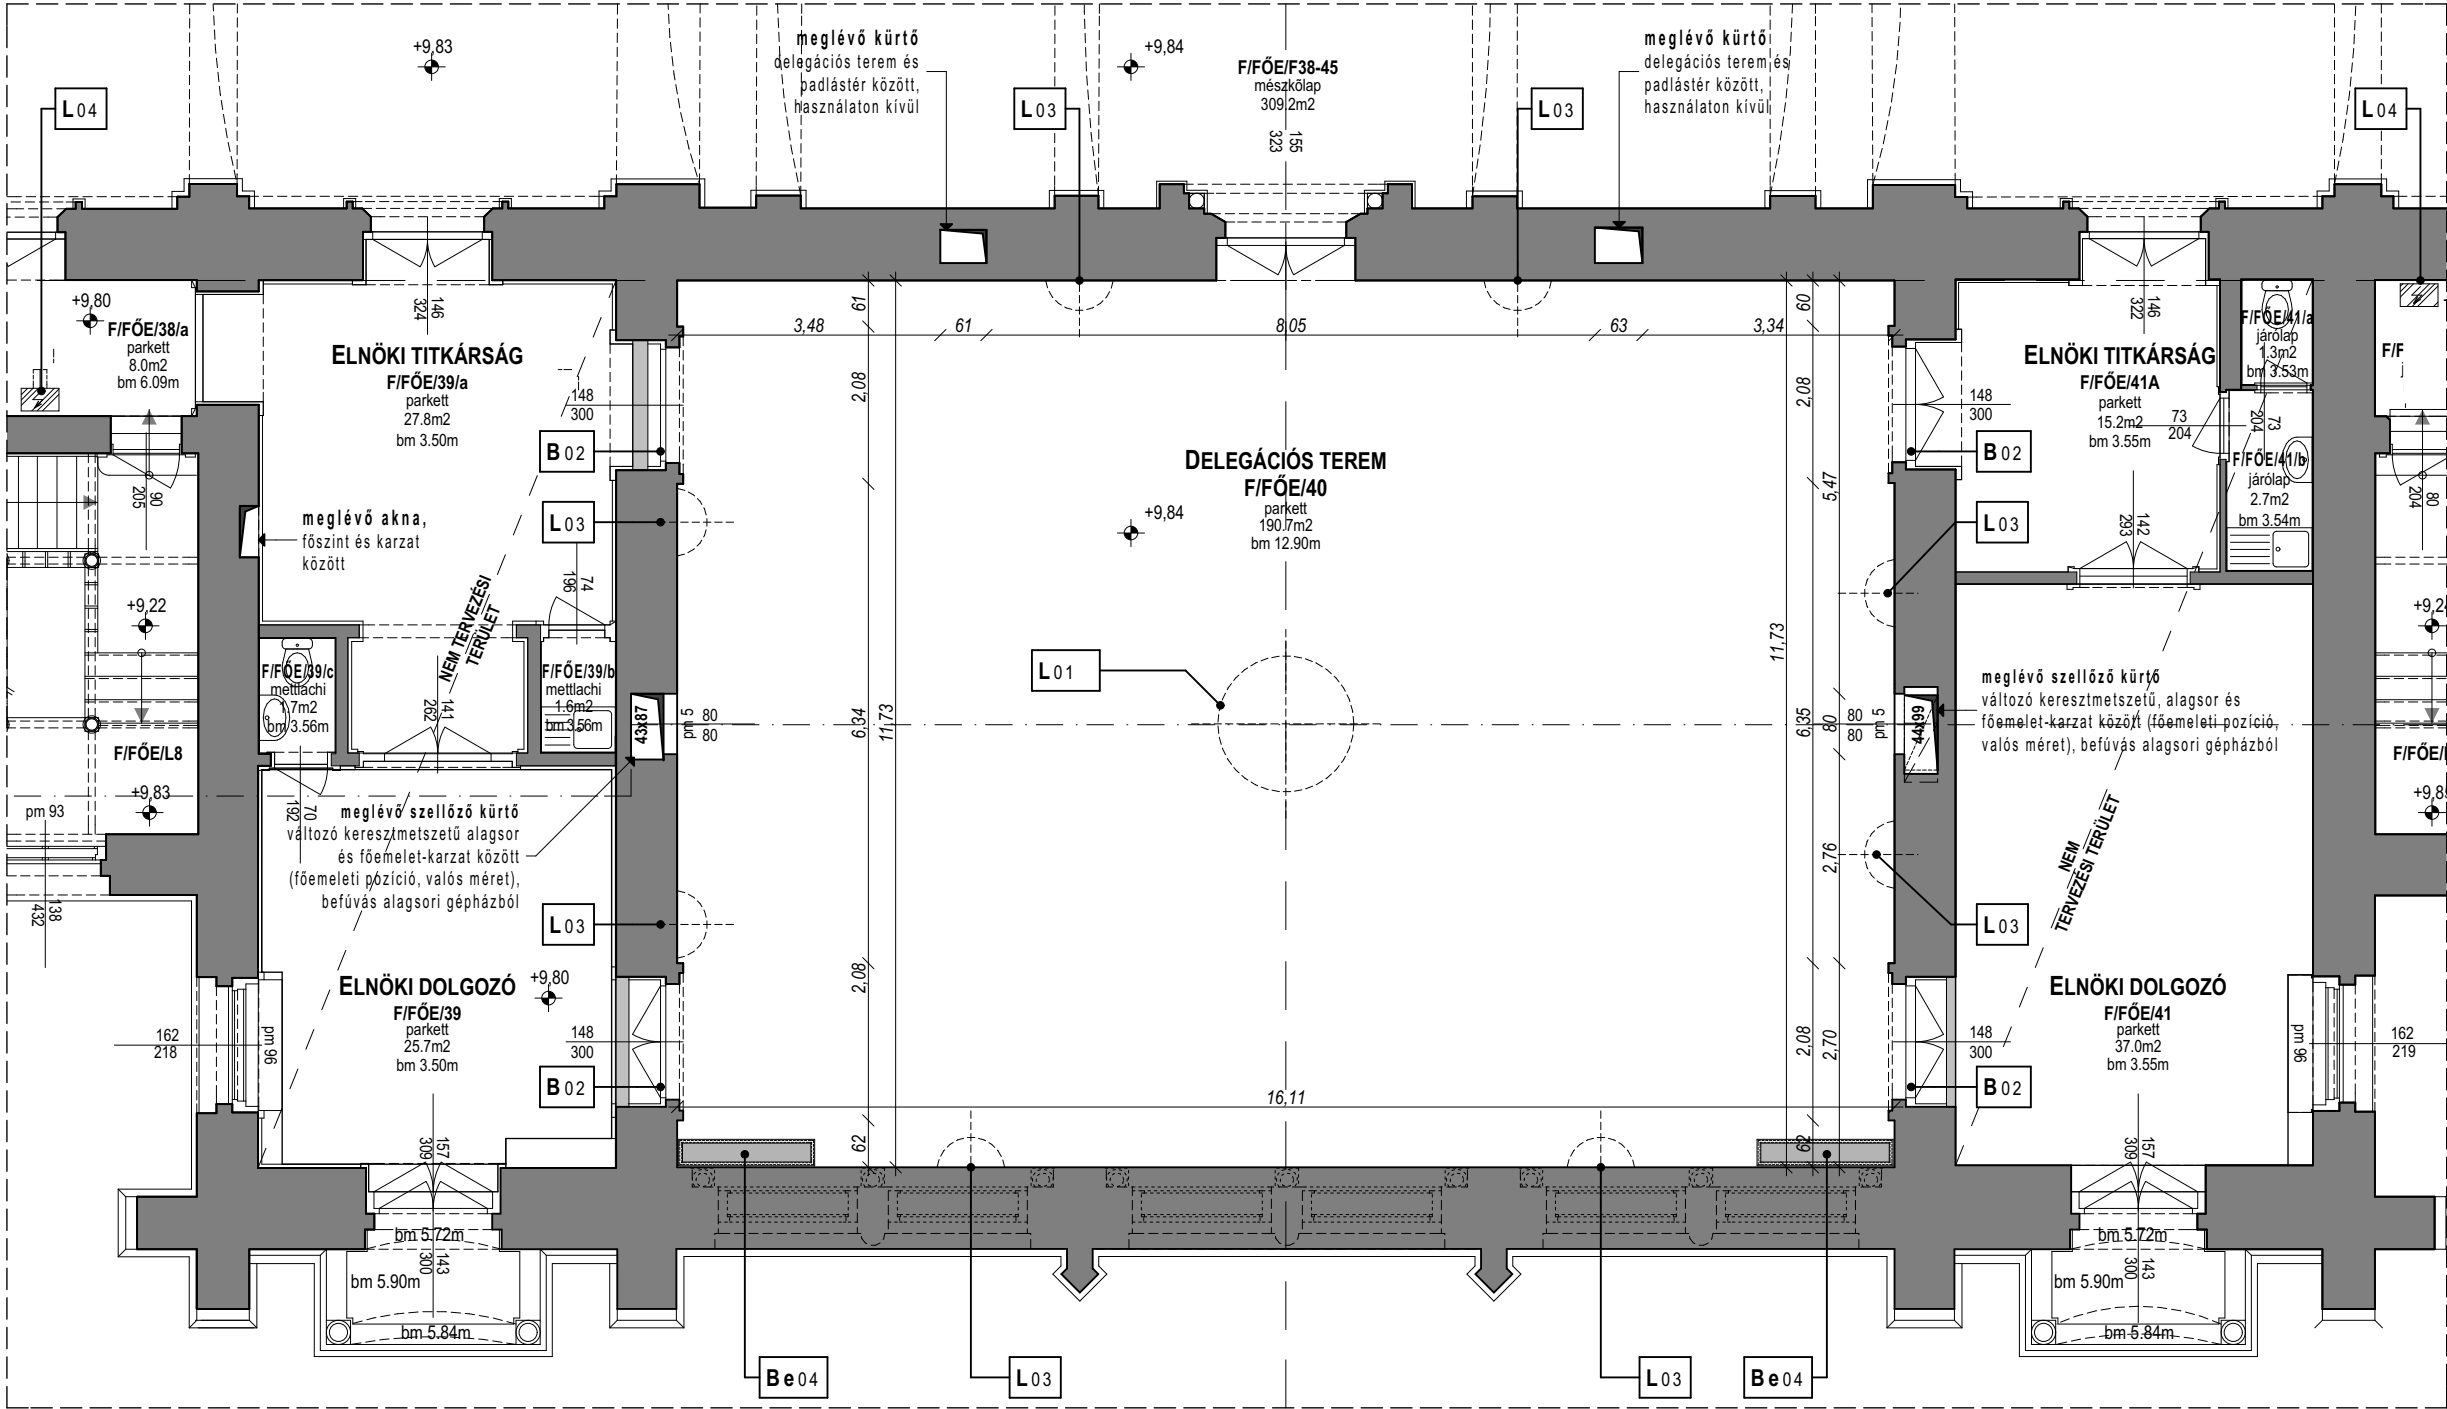 +9,83
meglévő kürtő
delegációs terem és
padlástér között,
használaton kívül
+9,84
F/FŐE/F38-45
mészkőlap
309.2m2
155
323
meglévő kürtő
delegációs terem és
padlástér között,
használaton kívül
L04
L03
L03
L04
+9,80
F/FŐE/38/a
parkett
8.0m2
bm 6.09m
146
324
ELNÖKI TITKÁRSÁG
F/FŐE/39/a
parkett
27.8m2
bm 3.50m
148
300
B02
L03
meglévő akna,
főszint és karzat
között
90
205
+9,22
74
196
NEM TERVEZÉSI
TERÜLET
F/FŐE/39/c
mettlachi
1.7m2
bm 3.56m
141
262
F/FŐE/39/b
mettlachi
1.6m2
bm 3.56m
43x87
pm 5
80
80
F/FŐE/L8
+9,83
pm 93
138
432
70
192
meglévő szellőző kürtő
változó keresztmetszetű alagsor
és főemelet-karzat között
(főemeleti pozíció, valós méret),
befúvás alagsori gépházból
L03
ELNÖKI DOLGOZÓ
+9,80
F/FŐE/39
parkett
25.7m2
bm 3.50m
148
300
B02
162
218
pm 96
157
309
bm 5.72m
143
300
bm 5.90m
bm 5.84m
61
3,48
61
8,05
63
3,34
60
2,08
2,08
DELEGÁCIÓS TEREM
F/FŐE/40
parkett
190.7m2
bm 12.90m
+9,84
5,47
11,73
L01
6,34
11,73
6,35
80
80
80
pm 5
44x99
2,76
2,08
2,08
2,70
16,11
62
62
Be04
L03
L03
Be04
146
322
F/FŐE/41/a
járólap
1.3m2
bm 3.53m
ELNÖKI TITKÁRSÁG
F/FŐE/41A
parkett
15.2m2
bm 3.55m
148
300
73
204
73
204
B02
F/FŐE/41/b
járólap
2.7m2
bm 3.54m
L03
142
293
F/F
80
204
+9,2
meglévő szellőző kürtő
változó keresztmetszetű, alagsor és
főemelet-karzat között (főemeleti pozíció,
valós méret), befúvás alagsori gépházból
F/FŐE/
+9,8
NEM
TERVEZÉSI TERÜLET
L03
ELNÖKI DOLGOZÓ
F/FŐE/41
parkett
37.0m2
bm 3.55m
148
300
B02
pm 96
162
219
157
309
bm 5.72m
143
300
bm 5.90m
bm 5.84m